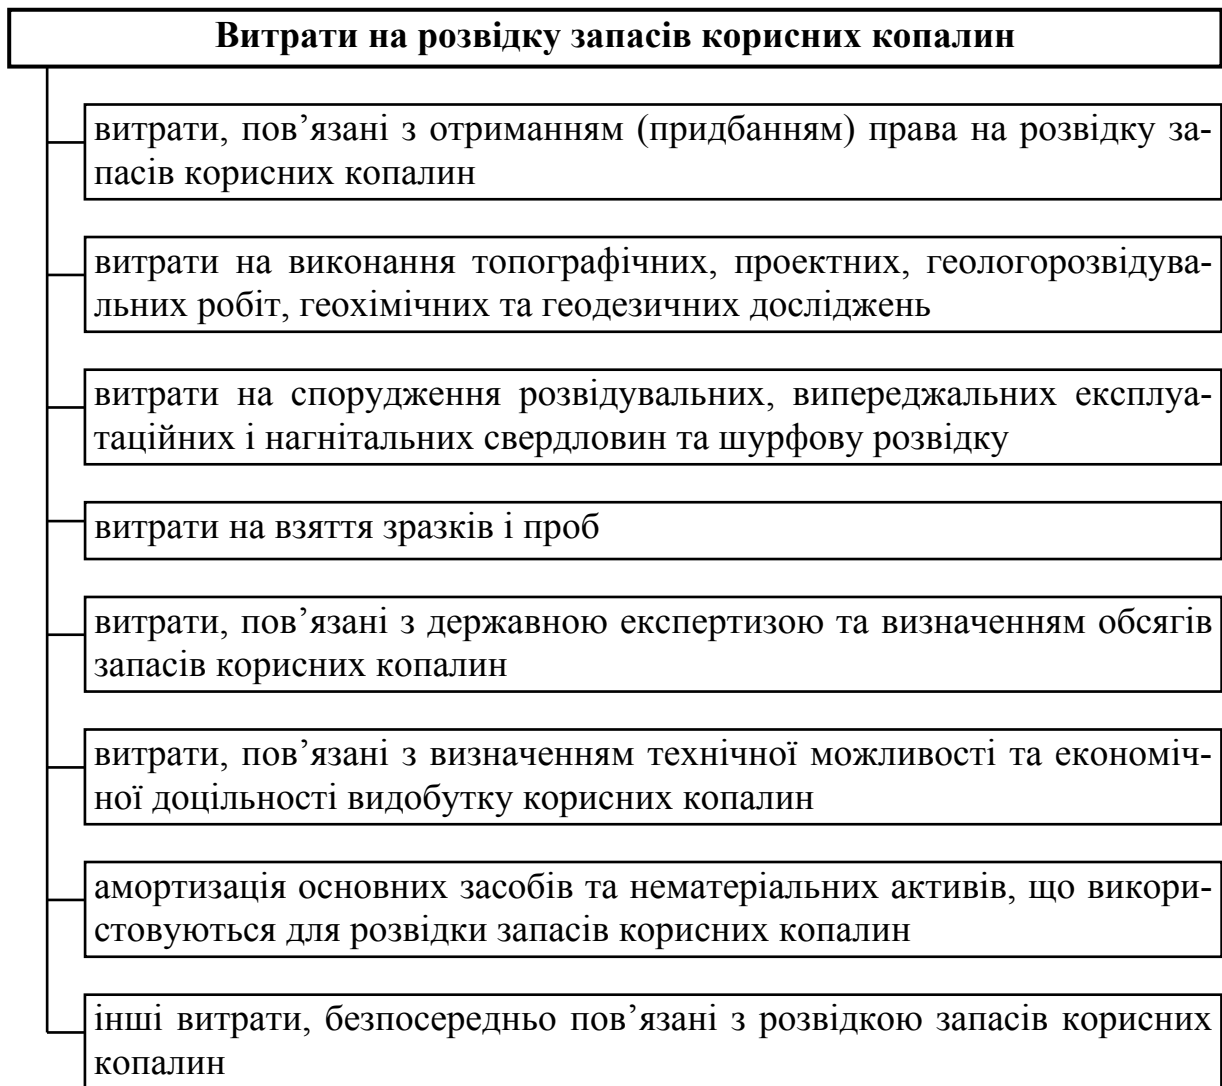 Витрати на розвідку запасів корисних копалин
витрати, пов’язані з отриманням (придбанням) права на розвідку за-
пасів корисних копалин
витрати на виконання топографічних, проектних, геологорозвідува-
льних робіт, геохімічних та геодезичних досліджень
витрати на спорудження розвідувальних, випереджальних експлуа-
таційних і нагнітальних свердловин та шурфову розвідку
витрати на взяття зразків і проб
витрати, пов’язані з державною експертизою та визначенням обсягів
запасів корисних копалин
витрати, пов’язані з визначенням технічної можливості та економіч-
ної доцільності видобутку корисних копалин
амортизація основних засобів та нематеріальних активів, що викори-
стовуються для розвідки запасів корисних копалин
інші витрати, безпосередньо пов’язані з розвідкою запасів корисних
копалин